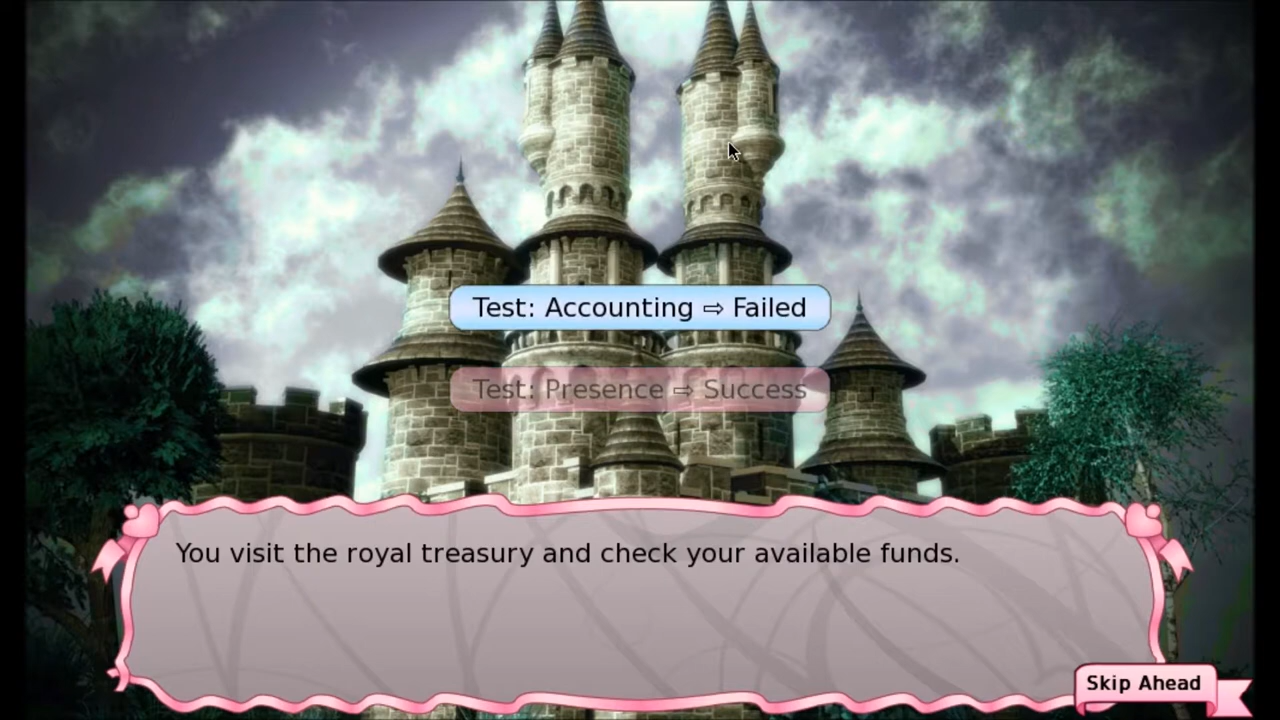 Test: Accounting ⇨ Failed
Test: Presence ⇨ Success
You visit the royal treasury and check your available funds.
Skip Ahead